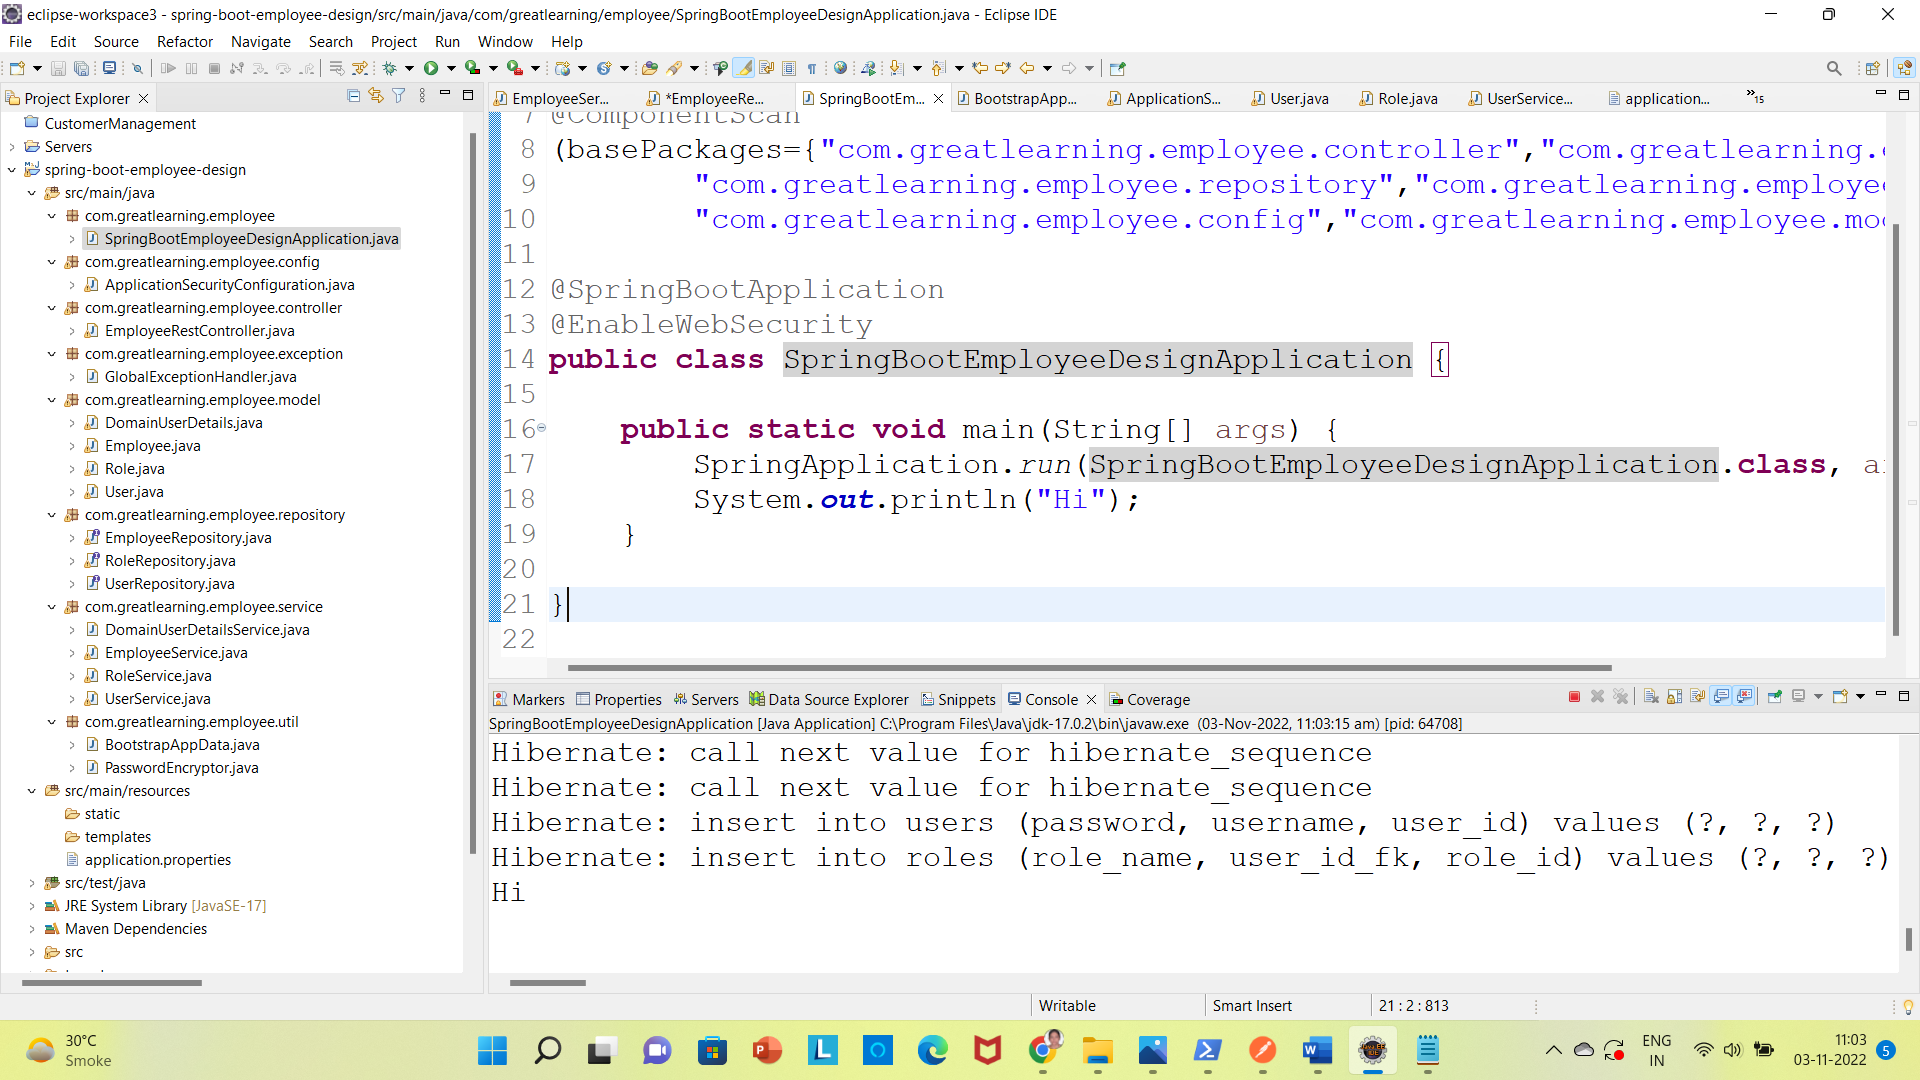 eclipse-workspace3 - spring-boot-employee-design/src/main/java/com/greatlearning/employee/SpringBootEmployeeDesignApplication.java - Eclipse IDE
File Edit Source Refactor Navigate Search Project Run Window Help
Project Explorer
CustomerManagement
Servers
spring-boot-employee-design
src/main/java
com.greatlearning.employee
SpringBootEmployeeDesignApplication.java
com.greatlearning.employee.config
ApplicationSecurityConfiguration.java
com.greatlearning.employee.controller
EmployeeRestController.java
com.greatlearning.employee.exception
GlobalExceptionHandler.java
com.greatlearning.employee.model
DomainUserDetails.java
Employee.java
Role.java
User.java
com.greatlearning.employee.repository
EmployeeRepository.java
RoleRepository.java
UserRepository.java
com.greatlearning.employee.service
DomainUserDetailsService.java
EmployeeService.java
RoleService.java
UserService.java
com.greatlearning.employee.util
BootstrapAppData.java
PasswordEncryptor.java
src/main/resources
static
templates
application.properties
src/test/java
JRE System Library [JavaSE-17]
Maven Dependencies
src
EmployeeSer... *EmployeeRe... SpringBootEm... BootstrapApp... ApplicationS... User.java Role.java UserService... application... »15
7 @ComponentScan
8 (basePackages={"com.greatlearning.employee.controller","com.greatlearning.
9 "com.greatlearning.employee.repository","com.greatlearning.employe
10 "com.greatlearning.employee.config","com.greatlearning.employee.mo
11
12 @SpringBootApplication
13 @EnableWebSecurity
14 public class SpringBootEmployeeDesignApplication {
15
16 public static void main(String[] args) {
17 SpringApplication.run(SpringBootEmployeeDesignApplication.class, a
18 System.out.println("Hi");
19 }
20
21 }
22
Markers Properties Servers Data Source Explorer Snippets Console Coverage
SpringBootEmployeeDesignApplication [Java Application] C:\Program Files\Java\jdk-17.0.2\bin\javaw.exe (03-Nov-2022, 11:03:15 am) [pid: 64708]
Hibernate: call next value for hibernate_sequence
Hibernate: call next value for hibernate_sequence
Hibernate: insert into users (password, username, user_id) values (?, ?, ?)
Hibernate: insert into roles (role_name, user_id_fk, role_id) values (?, ?, ?)
Hi
Writable Smart Insert 21 : 2 : 813
30°C
Smoke
ENG
IN
11:03
03-11-2022
5